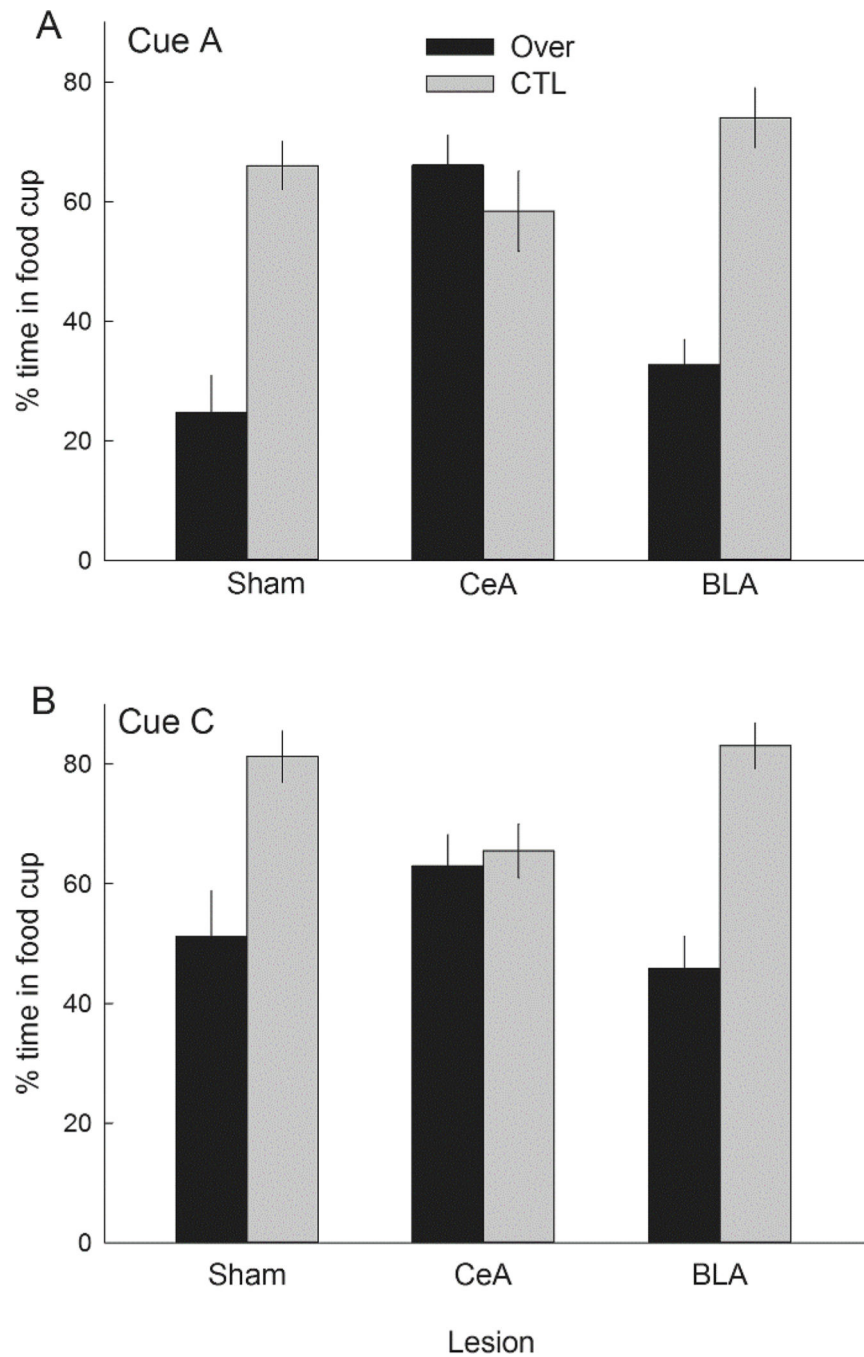 A
Cue A
Over
CTL
% time in food cup
80
60
40
20
0
Sham CeA BLA
B
Cue C
% time in food cup
80
60
40
20
0
Sham CeA BLA
Lesion